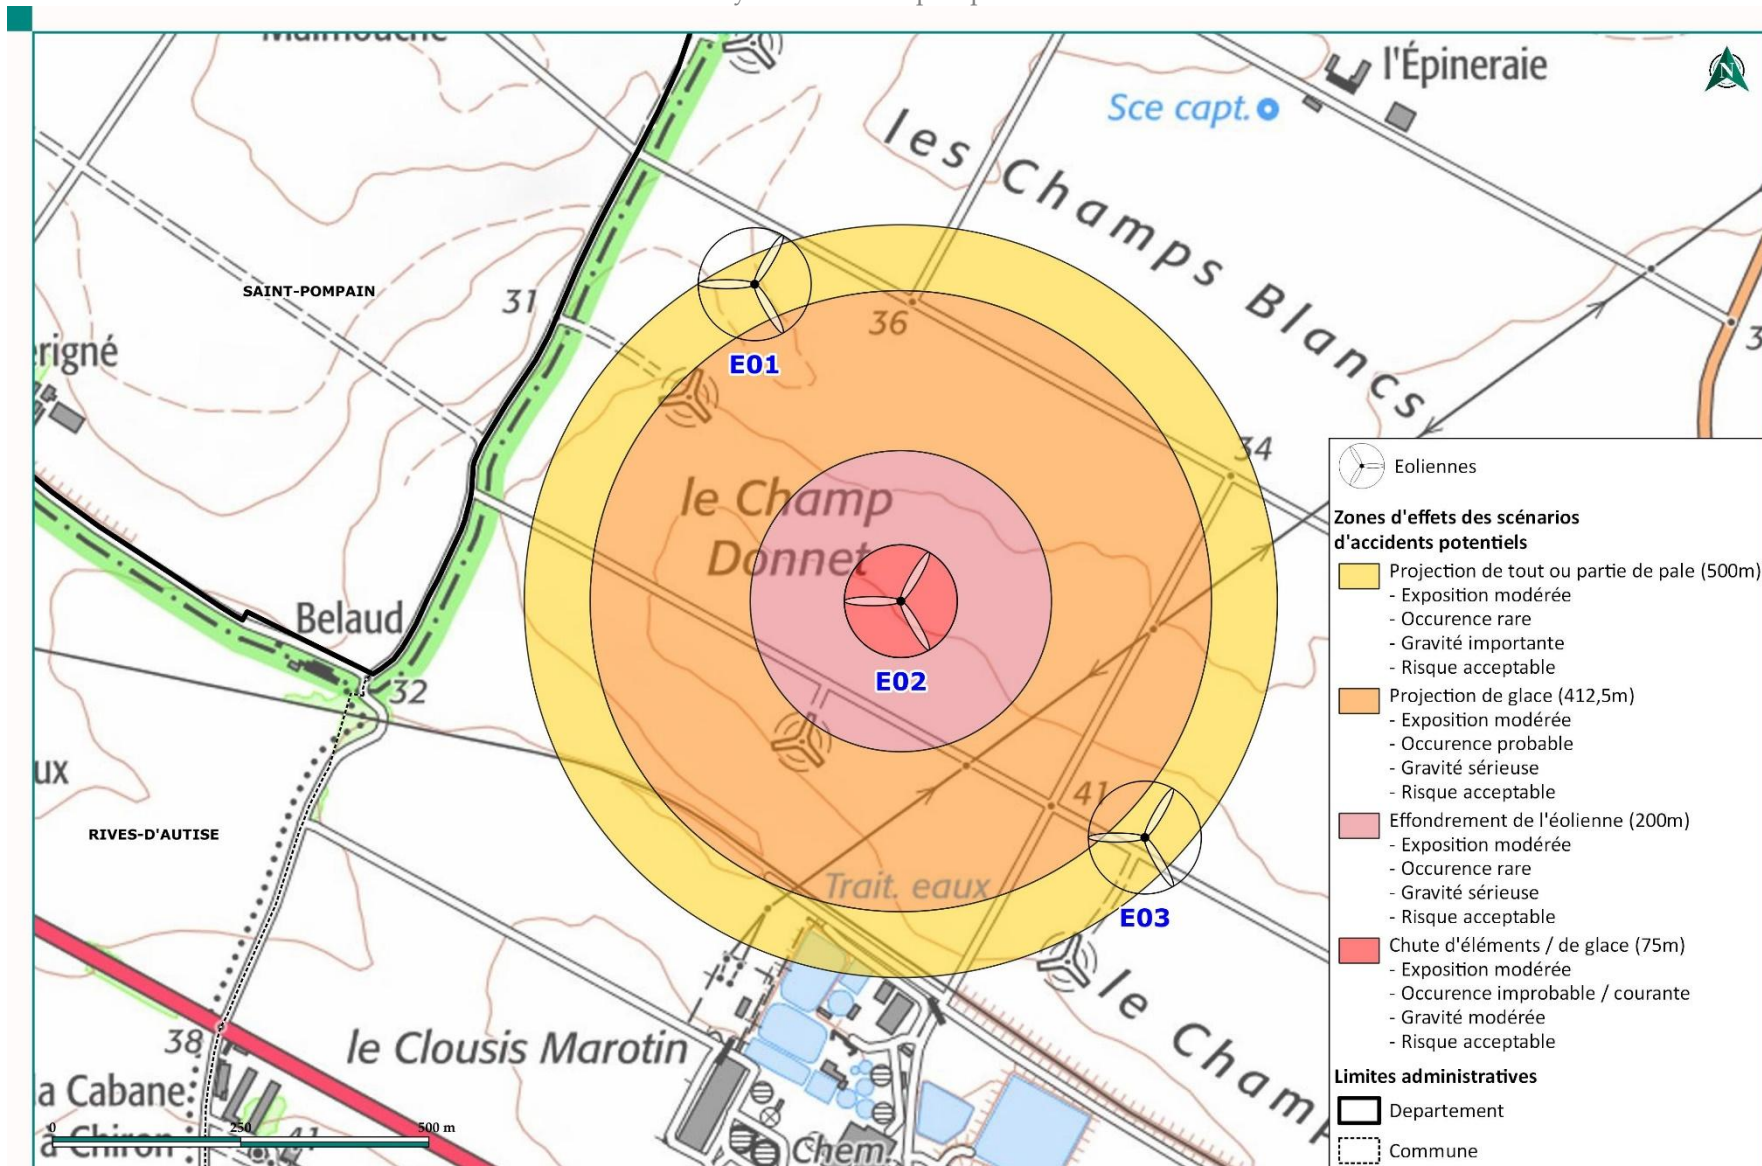 N
l'Épineraie
Sce capt.
les Champs Blancs
SAINT-POMPAIN
31
36
E01
34
le Champ
Donnet
Belaud
32
E02
ux
RIVES-D'AUTISE
41
Trait. eaux
E03
le Champ
38
le Clousis Marotin
a Cabane
a Chiron
41
Chem.
0 250 500 m
Eoliennes
Zones d'effets des scénarios
d'accidents potentiels
Projection de tout ou partie de pale (500m)
- Exposition modérée
- Occurence rare
- Gravité importante
- Risque acceptable
Projection de glace (412,5m)
- Exposition modérée
- Occurence probable
- Gravité sérieuse
- Risque acceptable
Effondrement de l'éolienne (200m)
- Exposition modérée
- Occurence rare
- Gravité sérieuse
- Risque acceptable
Chute d'éléments / de glace (75m)
- Exposition modérée
- Occurence improbable / courante
- Gravité modérée
- Risque acceptable
Limites administratives
Departement
Commune